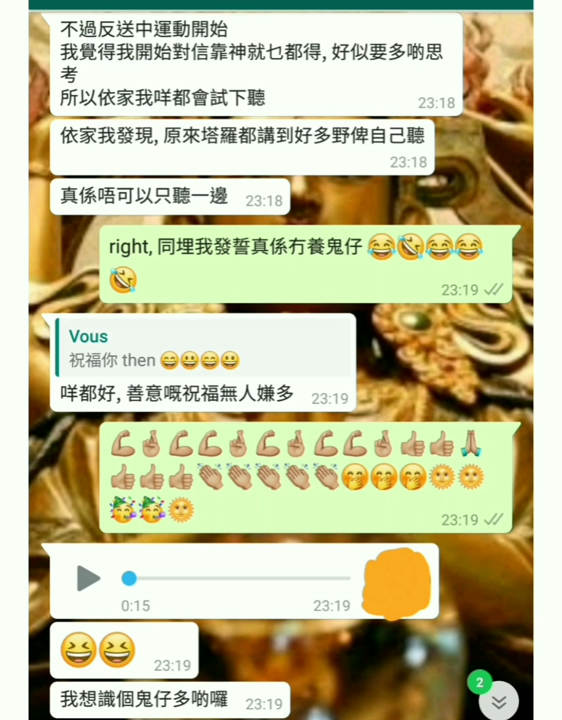 不過反送中運動開始
我覺得我開始對信靠神就乜都得, 好似要多啲思
考
所以依家我咩都會試下聽
23:18
依家我發現, 原來塔羅都講到好多野俾自己聽
23:18
真係唔可以只聽一邊 23:18
right, 同埋我發誓真係冇養鬼仔 😂🤣😂😂
🤣
23:19
Vous
祝福你 then 😄😃😄😃
咩都好, 善意嘅祝福無人嫌多 23:19
💪🏼🤞🏼💪🏼💪🏼🤞🏼💪🏼🤞🏼💪🏼💪🏼🤞🏼👍🏼👍🏼🙏🏼
👍🏼👍🏼👍🏼👏🏼👏🏼👏🏼👏🏼👏🏼🤭🤭🤭🌞🌞
🥳🥳🌞
23:19
0:15 23:19
😆😆 23:19
2
我想識個鬼仔多啲囉 23:19